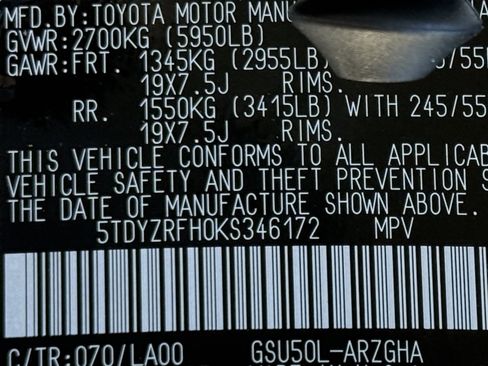 MFD.BY:TOYOTA MOTOR MANU
GVWR:2700KG (5950LB)
GAWR:FRT. 1345KG (2955LB) /55
19X7.5J RIMS.
RR. 1550KG (3415LB) WITH 245/55
19X7.5J RIMS.
THIS VEHICLE CONFORMS TO ALL APPLICAB
VEHICLE SAFETY AND THEFT PREVENTION S
THE DATE OF MANUFACTURE SHOWN ABOVE.
5TDYZRFH0KS346172 MPV
C/TR:070/LA00 GSU50L-ARZGHA